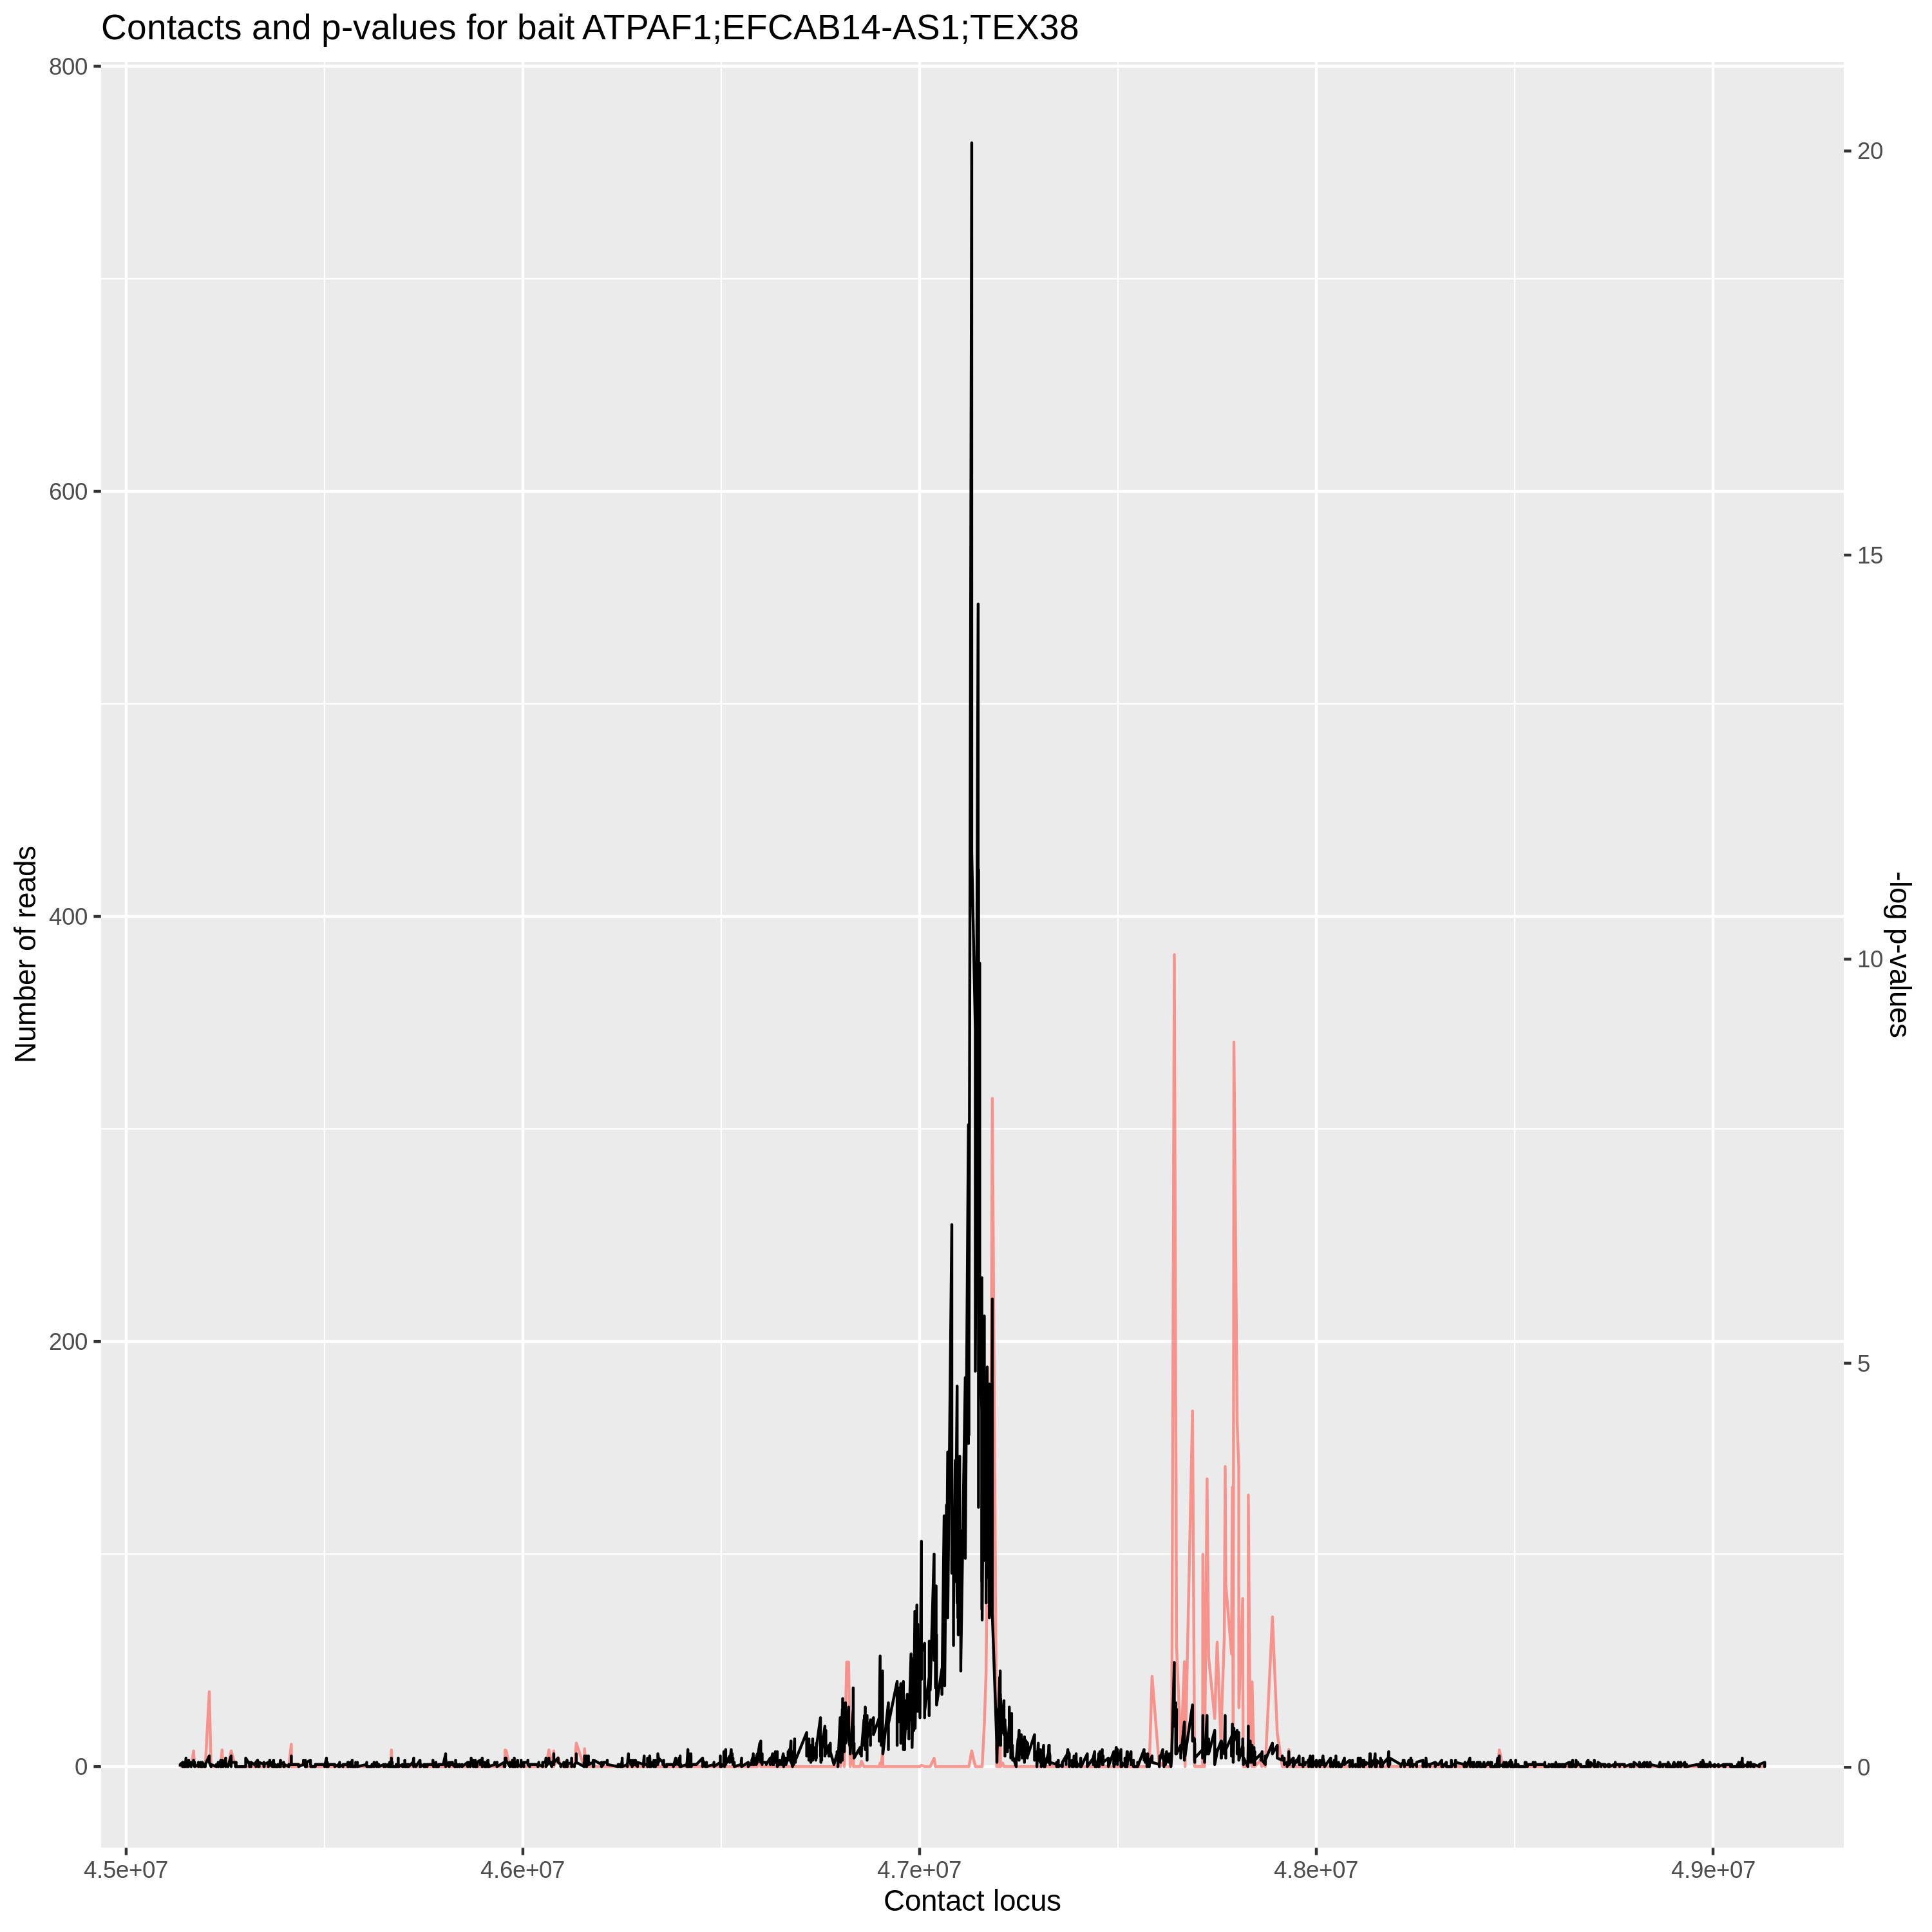 Contacts and p-values for bait ATPAF1;EFCAB14-AS1;TEX38
800
600
400
200
0
Number of reads
20
15
10
5
0
-log p-values
4.5e+07
4.6e+07
4.7e+07
4.8e+07
4.9e+07
Contact locus